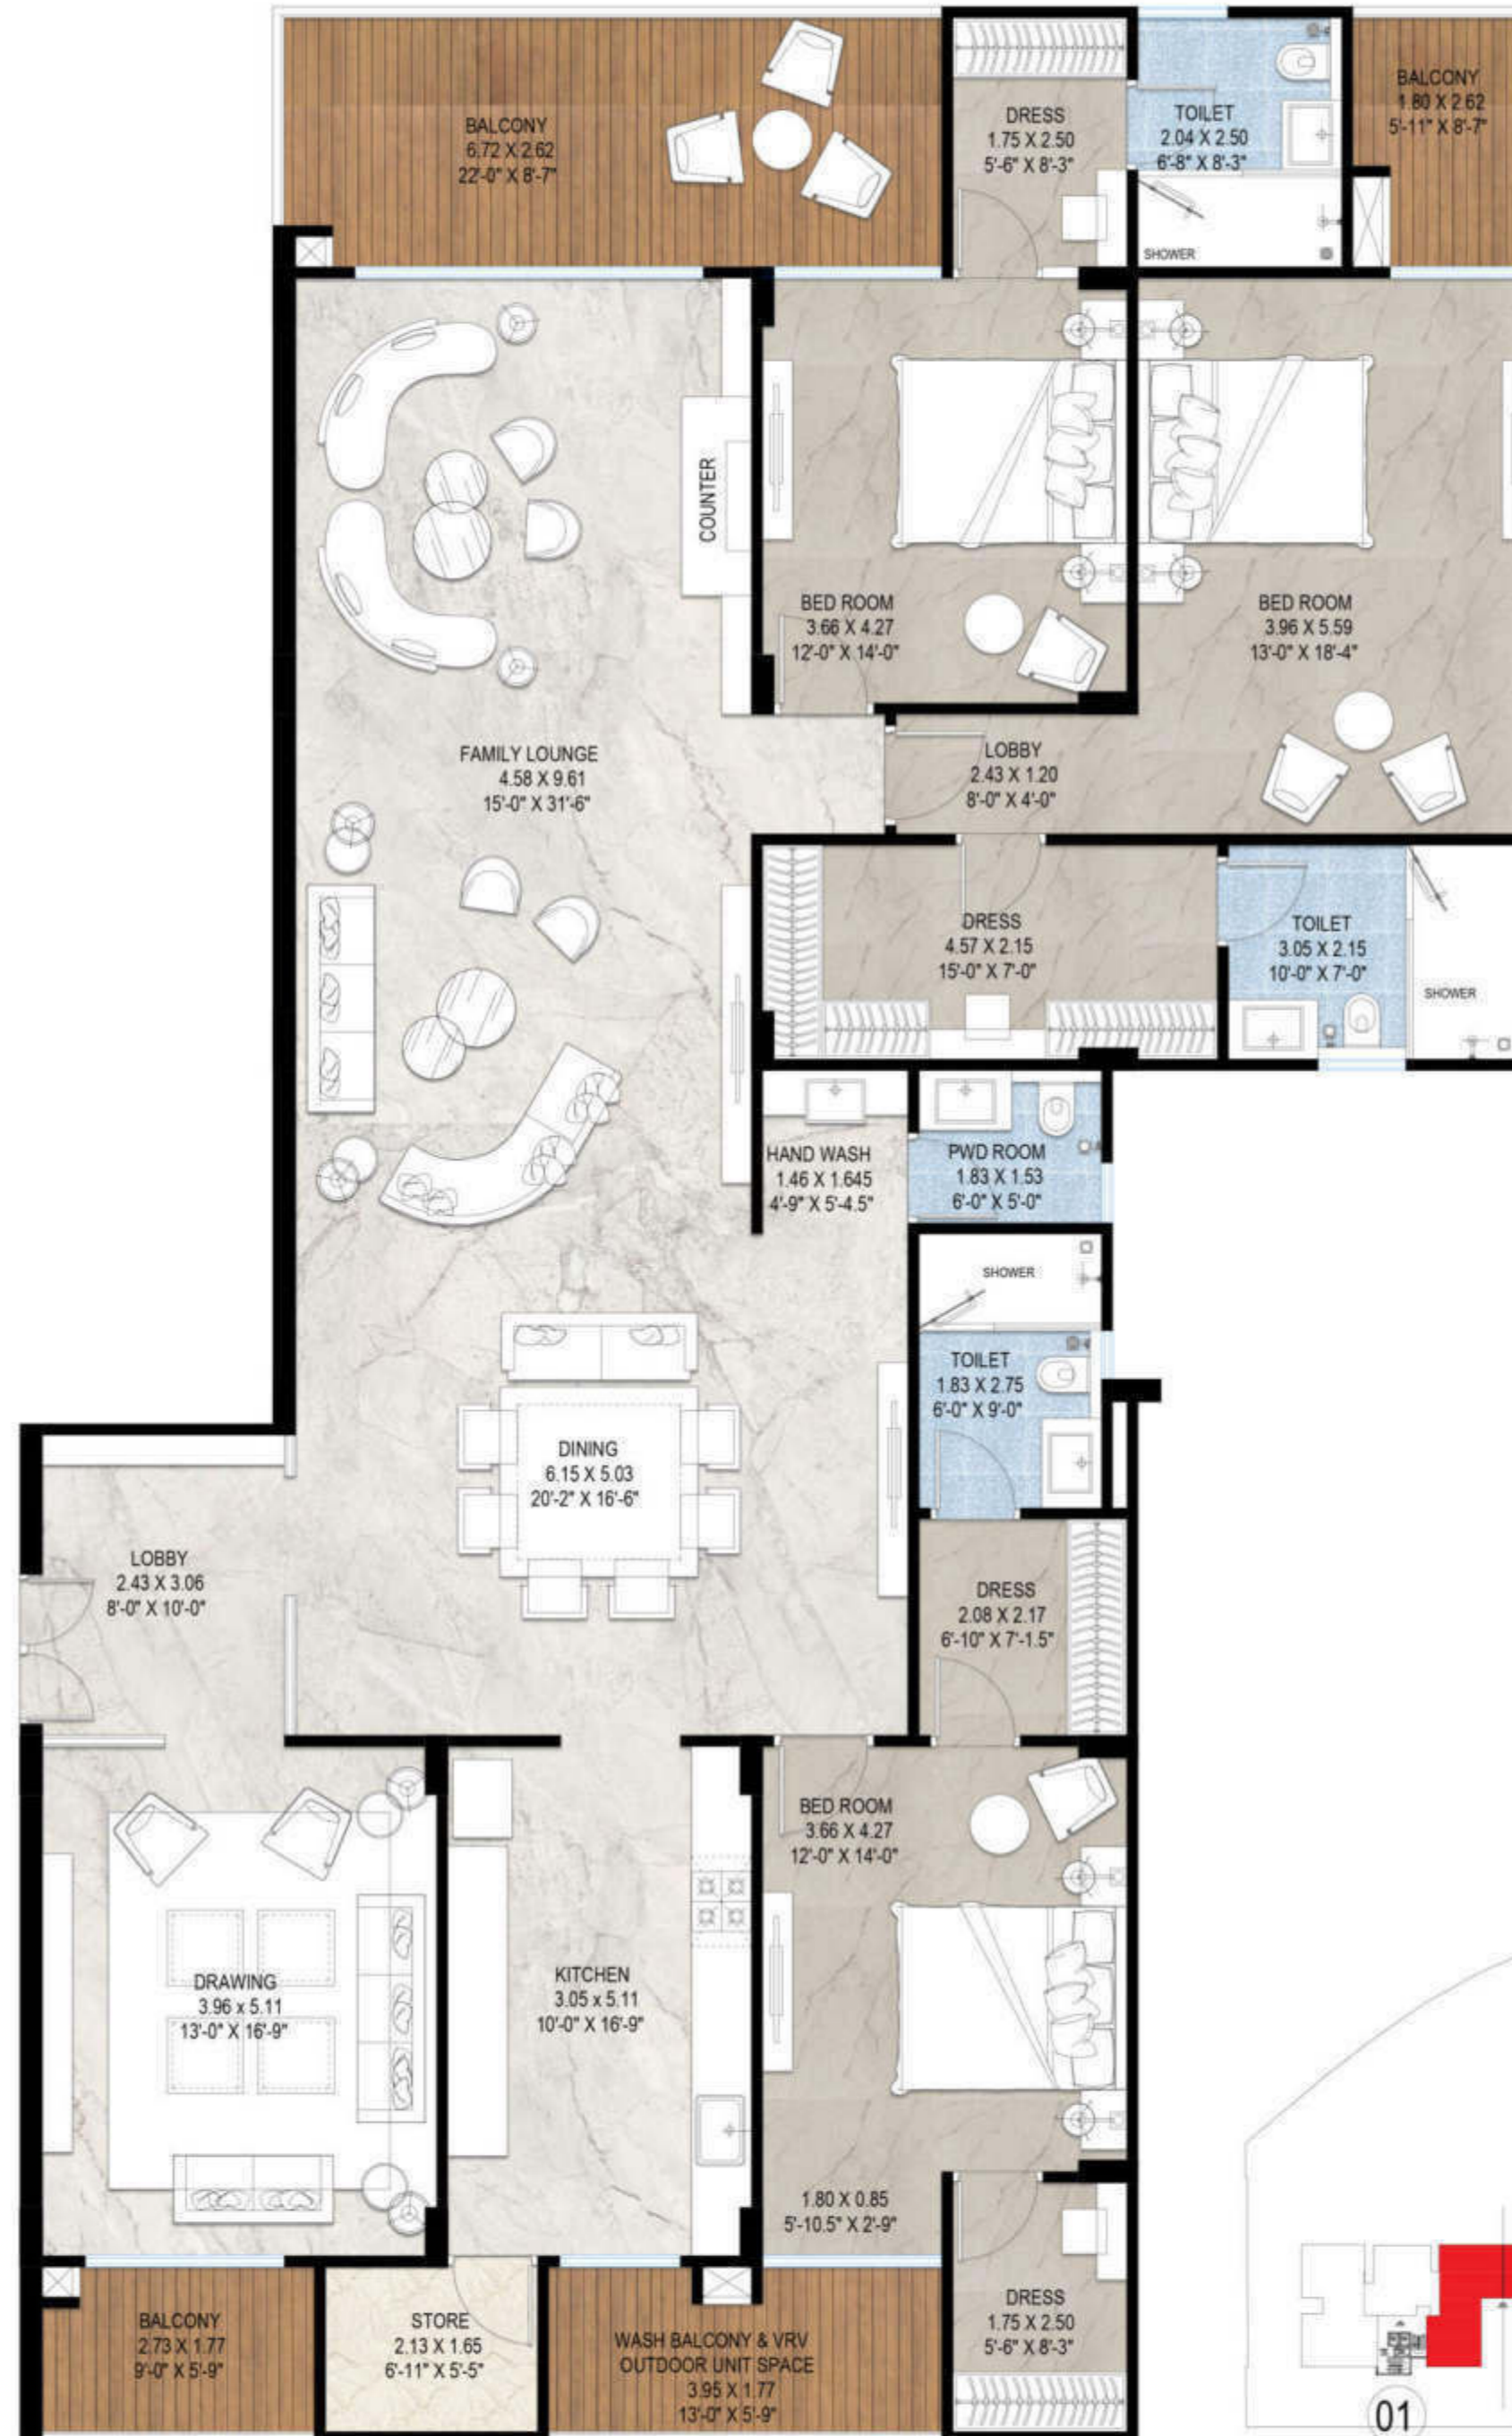 BALCONY
6.72 X 2.62
22'-0" X 8'-7"
DRESS
1.75 X 2.50
5'-6" X 8'-3"
TOILET
2.04 X 2.50
6'-8" X 8'-3"
SHOWER
BALCONY
1.80 X 2.62
5'-11" X 8'-7"
COUNTER
BED ROOM
3.66 X 4.27
12'-0" X 14'-0"
BED ROOM
3.96 X 5.59
13'-0" X 18'-4"
FAMILY LOUNGE
4.58 X 9.61
15'-0" X 31'-6"
LOBBY
2.43 X 1.20
8'-0" X 4'-0"
DRESS
4.57 X 2.15
15'-0" X 7'-0"
TOILET
3.05 X 2.15
10'-0" X 7'-0"
SHOWER
HAND WASH
1.46 X 1.645
4'-9" X 5'-4.5"
PWD ROOM
1.83 X 1.53
6'-0" X 5'-0"
SHOWER
TOILET
1.83 X 2.75
6'-0" X 9'-0"
DINING
6.15 X 5.03
20'-2" X 16'-6"
LOBBY
2.43 X 3.06
8'-0" X 10'-0"
DRESS
2.08 X 2.17
6'-10" X 7'-1.5"
BED ROOM
3.66 X 4.27
12'-0" X 14'-0"
DRAWING
3.96 x 5.11
13'-0" X 16'-9"
KITCHEN
3.05 x 5.11
10'-0" X 16'-9"
1.80 X 0.85
5'-10.5" X 2'-9"
BALCONY
2.73 X 1.77
9'-0" X 5'-9"
STORE
2.13 X 1.65
6'-11" X 5'-5"
WASH BALCONY & VRV
OUTDOOR UNIT SPACE
3.95 X 1.77
13'-0" X 5'-9"
DRESS
1.75 X 2.50
5'-6" X 8'-3"
01